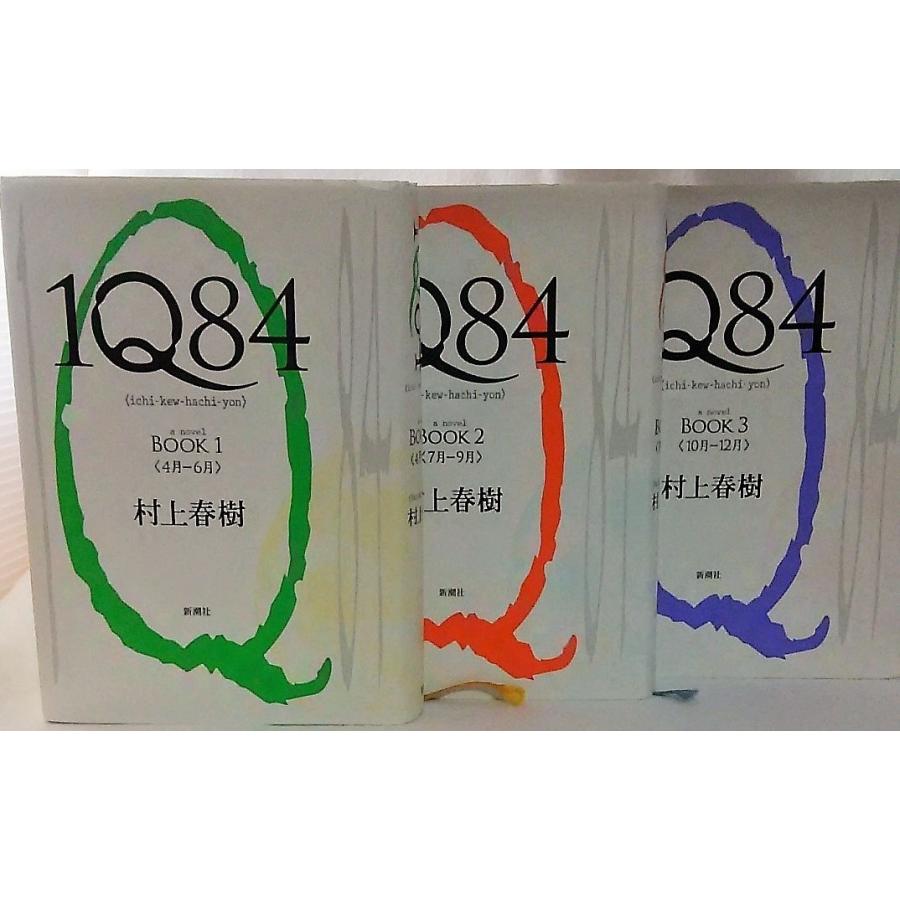 1Q84
〈ichi-kew-hachi-yon〉
a novel
BOOK 1
〈4月―6月〉
村上春樹
新潮社
Q84
-kew-hachi-yon〉
a novel
BOOK 2
〈7月―9月〉
上春樹
新潮社
Q84
〈ichi-kew-hachi-yon〉
a novel
BOOK 3
〈10月―12月〉
村上春樹
新潮社